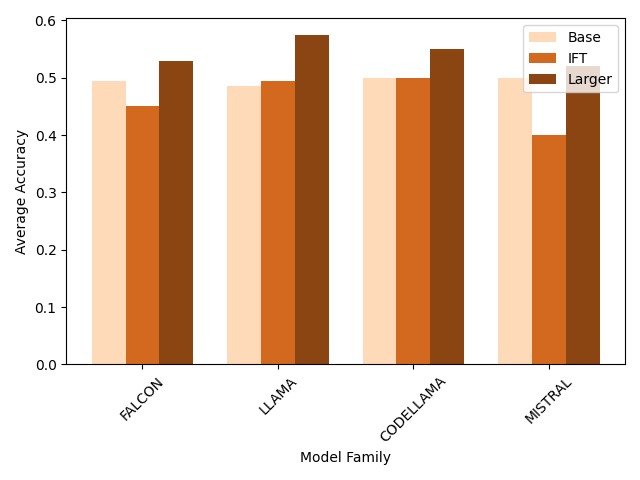 Base
IFT
Larger
Average Accuracy
0.6
0.5
0.4
0.3
0.2
0.1
0.0
FALCON
LLAMA
CODELLAMA
MISTRAL
Model Family